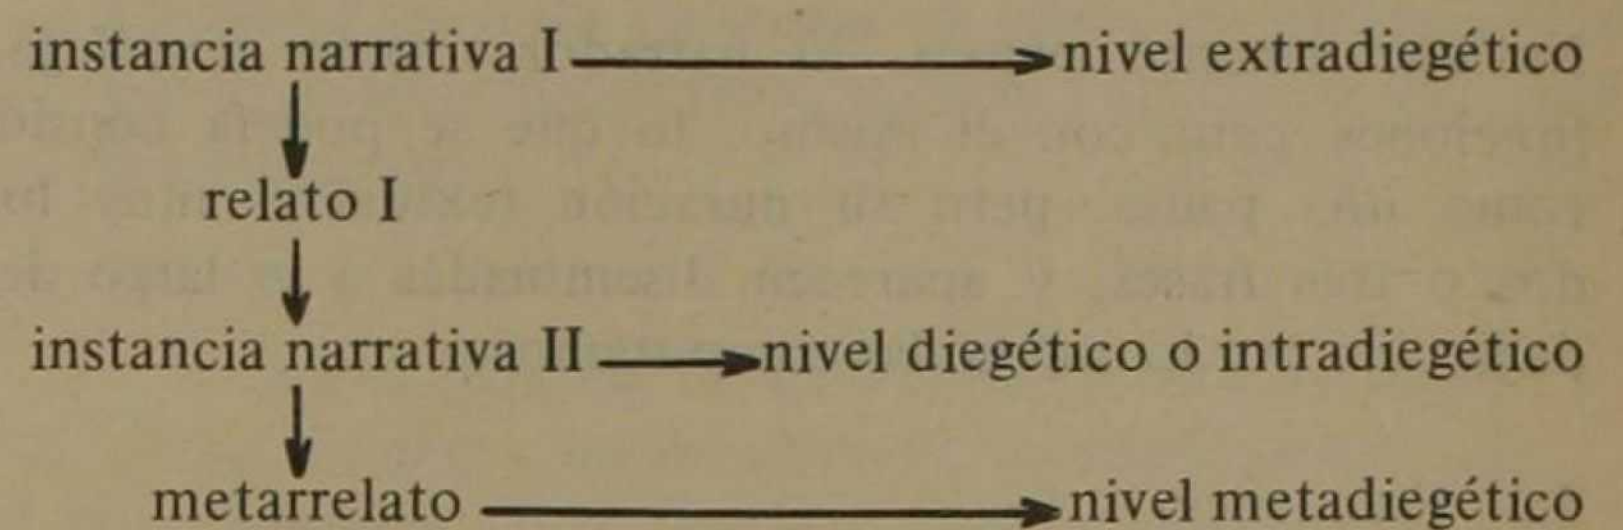 instancia narrativa I nivel extradiegético
relato I
instancia narrativa II nivel diegético o intradiegético
metarrelato nivel metadiegético